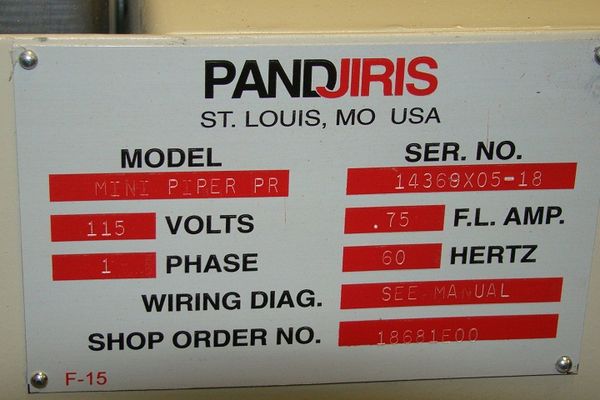 PANDJIRIS
ST. LOUIS, MO USA
MODEL SER. NO.
MINI PIPER PR 14369X05-18
115 VOLTS .75 F.L. AMP.
1 PHASE 60 HERTZ
WIRING DIAG. SEE MANUAL
SHOP ORDER NO. 18681E00
F-15